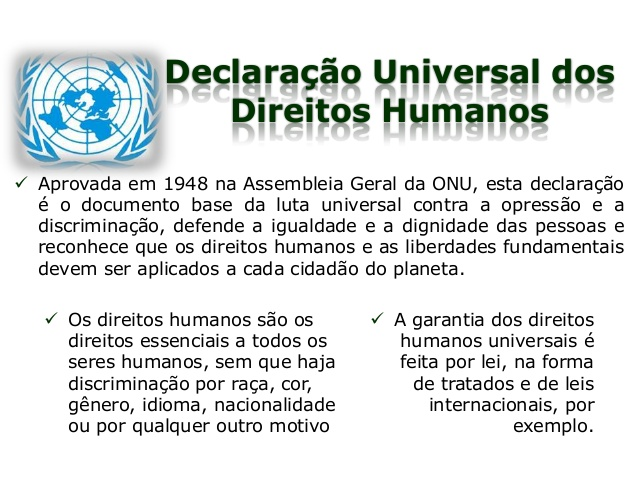 Declaração Universal dos
Direitos Humanos
✓ Aprovada em 1948 na Assembleia Geral da ONU, esta declaração
é o documento base da luta universal contra a opressão e a
discriminação, defende a igualdade e a dignidade das pessoas e
reconhece que os direitos humanos e as liberdades fundamentais
devem ser aplicados a cada cidadão do planeta.
✓ Os direitos humanos são os
direitos essenciais a todos os
seres humanos, sem que haja
discriminação por raça, cor,
gênero, idioma, nacionalidade
ou por qualquer outro motivo
✓ A garantia dos direitos
humanos universais é
feita por lei, na forma
de tratados e de leis
internacionais, por
exemplo.